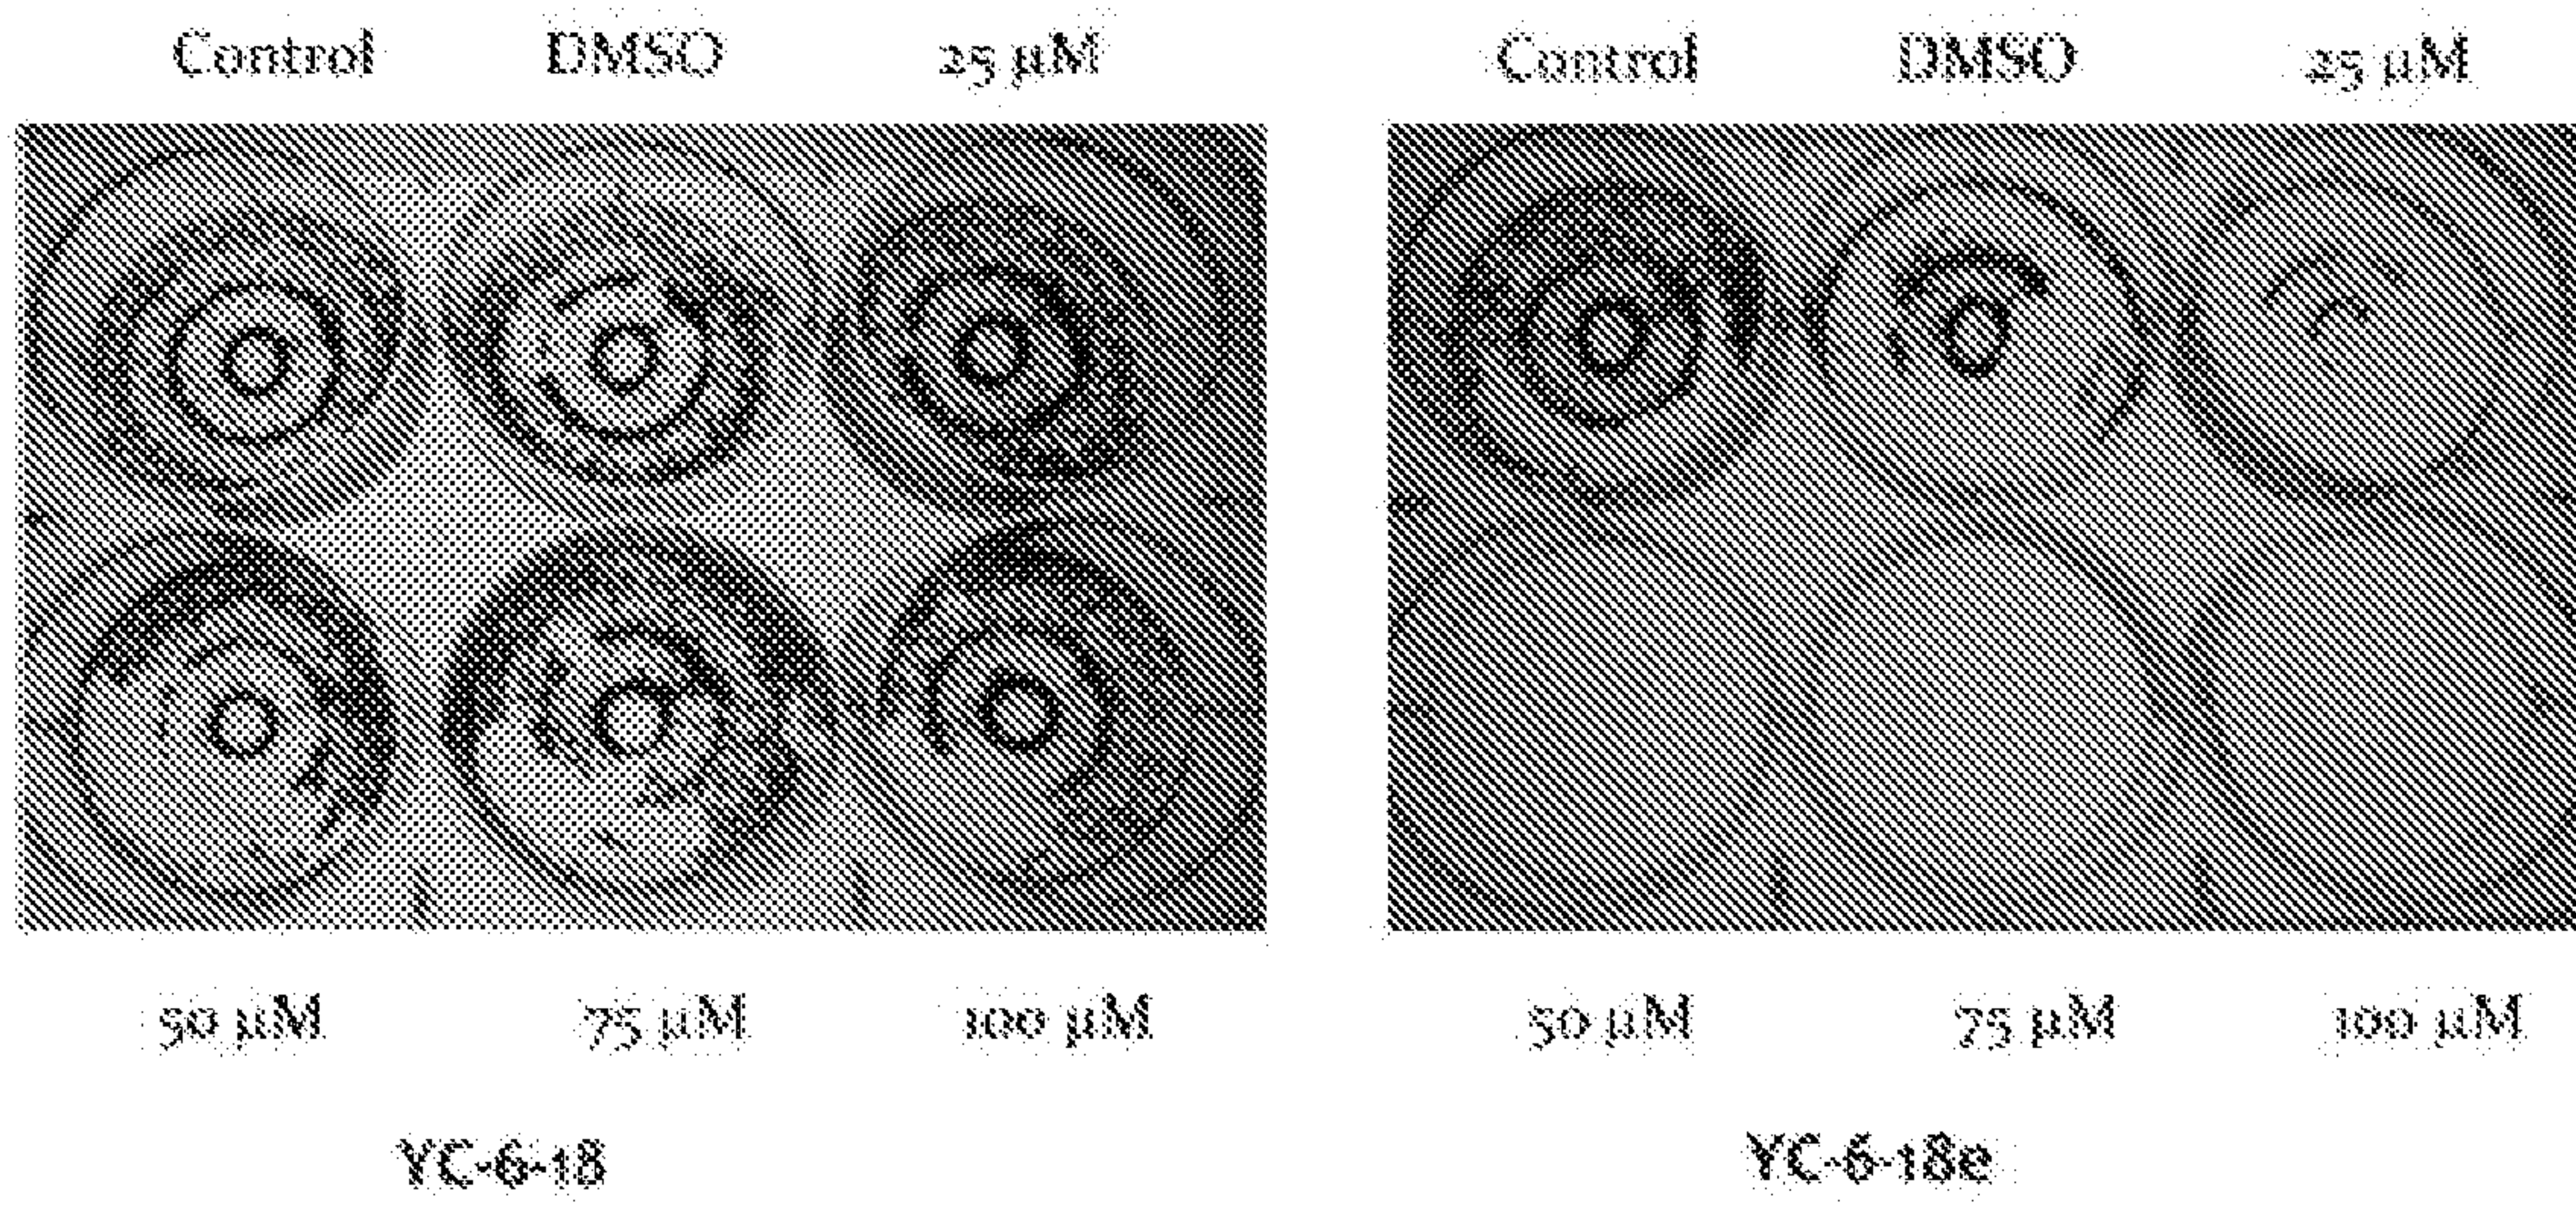 Control DMSO 25 µM Control DMSO 25 µM
50 µM 75 µM 100 µM 50 µM 75 µM 100 µM
YC-6-18 YC-6-18e